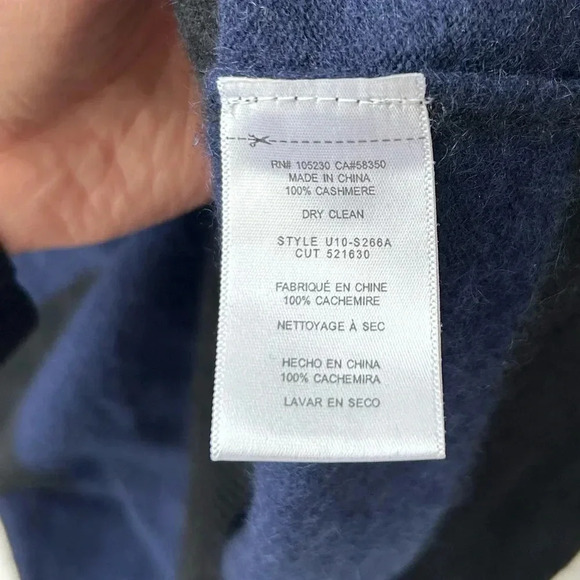 RN# 105230 CA#58350
MADE IN CHINA
100% CASHMERE
DRY CLEAN
STYLE U10-S266A
CUT 521630
FABRIQUÉ EN CHINE
100% CACHEMIRE
NETTOYAGE À SEC
HECHO EN CHINA
100% CACHEMIRA
LAVAR EN SECO